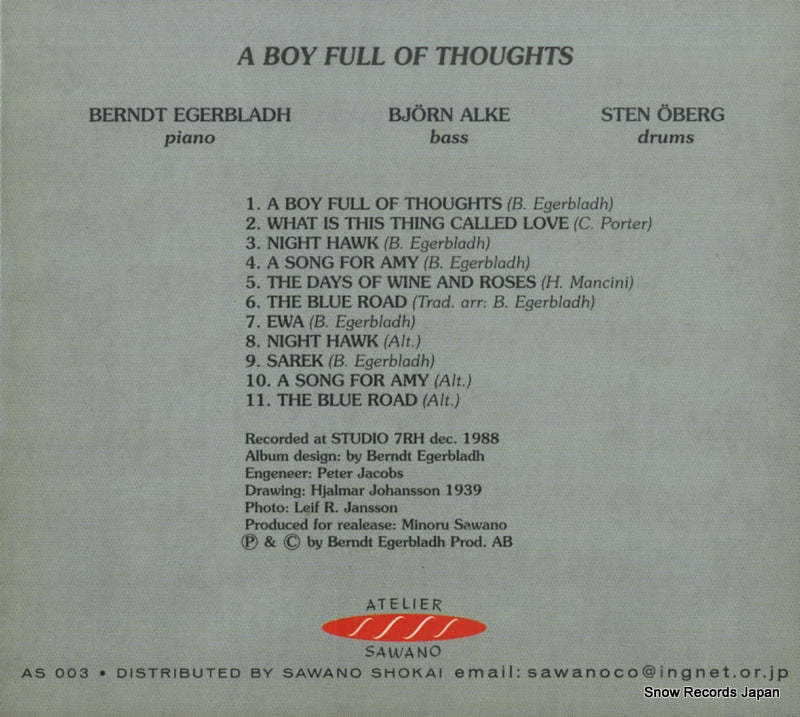 A BOY FULL OF THOUGHTS
BERNDT EGERBLADH BJÖRN ALKE STEN ÖBERG
piano bass drums
1. A BOY FULL OF THOUGHTS (B. Egerbladh)
2. WHAT IS THIS THING CALLED LOVE (C. Porter)
3. NIGHT HAWK (B. Egerbladh)
4. A SONG FOR AMY (B. Egerbladh)
5. THE DAYS OF WINE AND ROSES (H. Mancini)
6. THE BLUE ROAD (Trad. arr: B. Egerbladh)
7. EWA (B. Egerbladh)
8. NIGHT HAWK (Alt.)
9. SAREK (B. Egerbladh)
10. A SONG FOR AMY (Alt.)
11. THE BLUE ROAD (Alt.)
Recorded at STUDIO 7RH dec. 1988
Album design: by Berndt Egerbladh
Engeneer: Peter Jacobs
Drawing: Hjalmar Johansson 1939
Photo: Leif R. Jansson
Produced for realease: Minoru Sawano
℗ & © by Berndt Egerbladh Prod. AB
ATELIER
SAWANO
AS 003 • DISTRIBUTED BY SAWANO SHOKAI email: sawanoco@ingnet.or.jp
Snow Records Japan